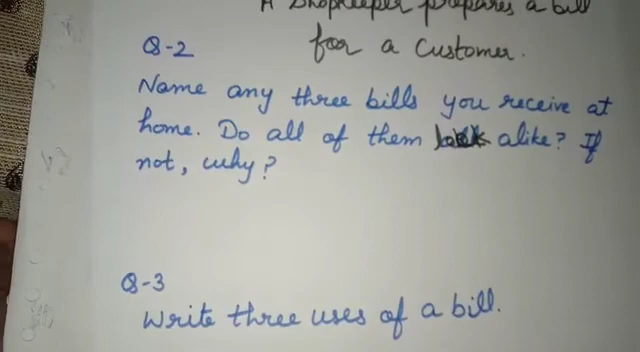 A Shopkeeper prepares a bill
for a customer.
Q-2
Name any three bills you receive at
home. Do all of them look alike? If
not, why?
Q-3
Write three uses of a bill.